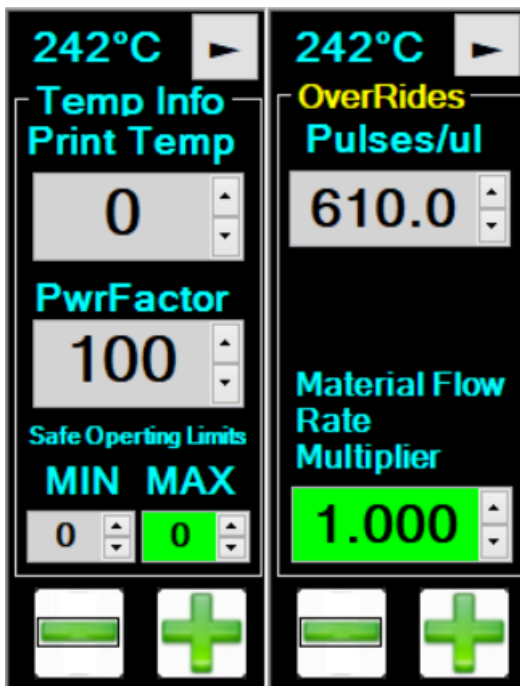 242°C
Temp Info
Print Temp
0
PwrFactor
100
Safe Operting Limits
MIN MAX
0 0
242°C
OverRides
Pulses/ul
610.0
Material Flow
Rate
Multiplier
1.000